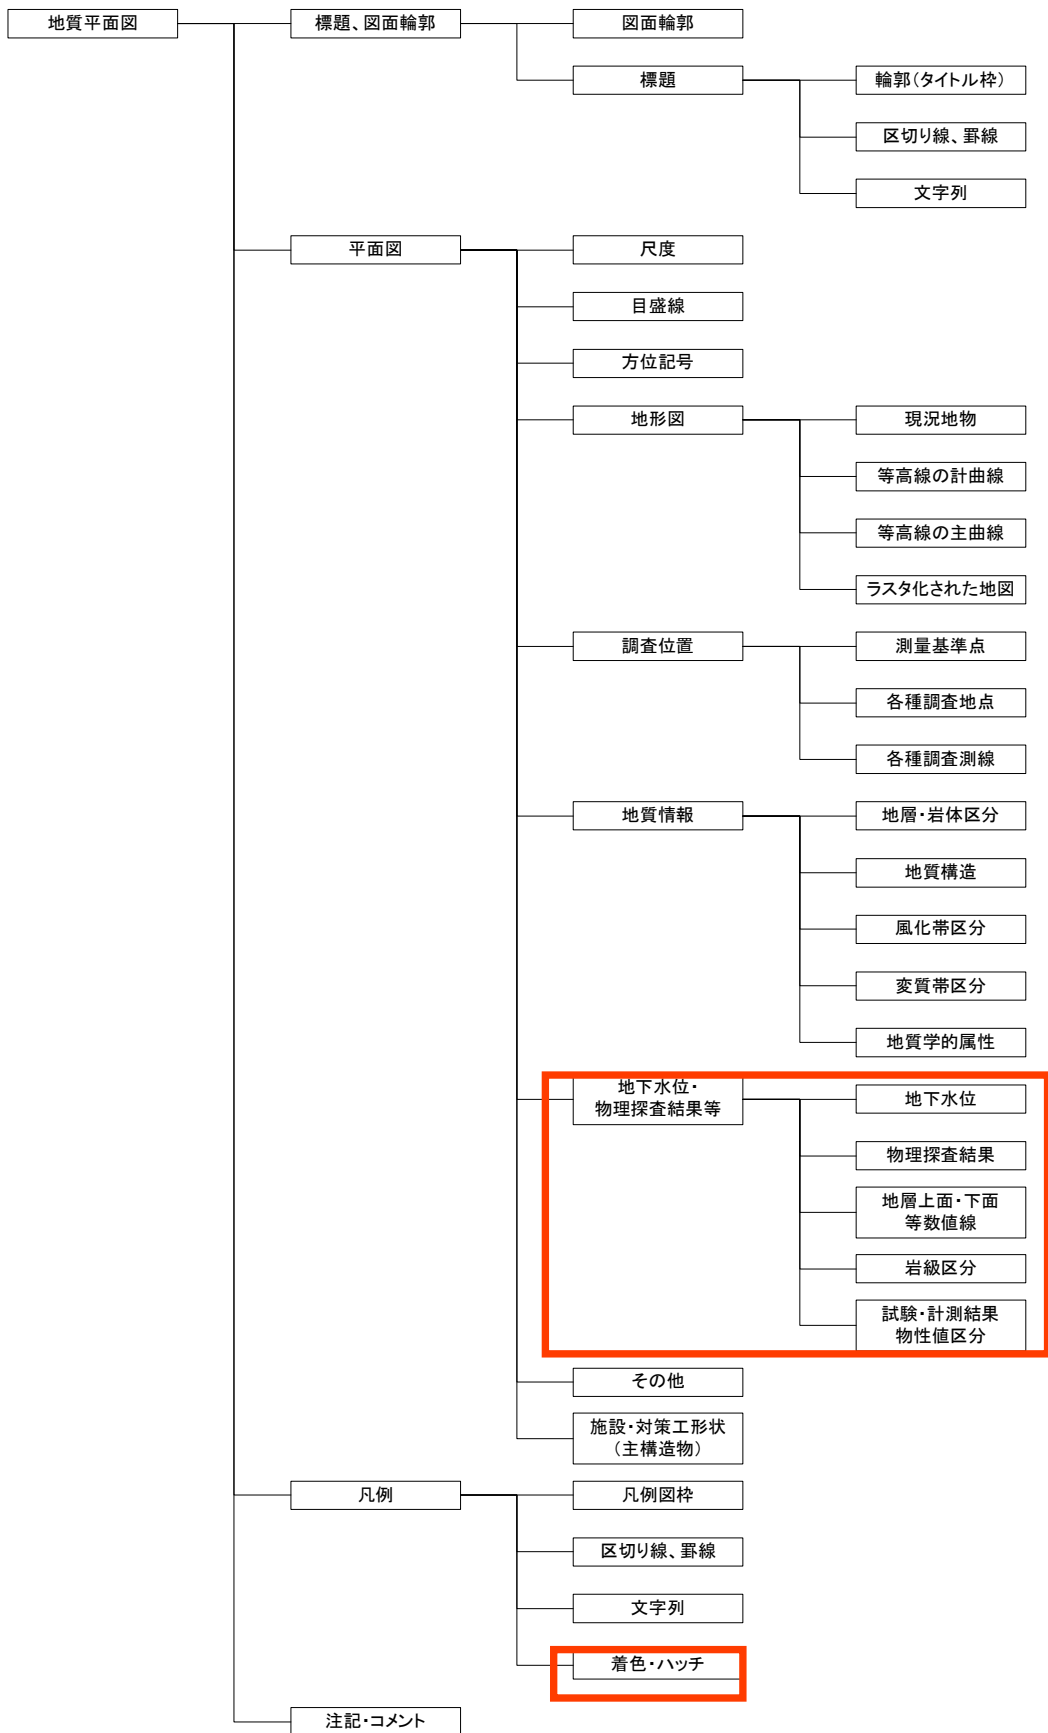 地質平面図
標題、図面輪郭
図面輪郭
標題
輪郭(タイトル枠)
区切り線、罫線
文字列
平面図
尺度
目盛線
方位記号
地形図
現況地物
等高線の計曲線
等高線の主曲線
ラスタ化された地図
調査位置
測量基準点
各種調査地点
各種調査測線
地質情報
地層・岩体区分
地質構造
風化帯区分
変質帯区分
地質学的属性
地下水位・
物理探査結果等
地下水位
物理探査結果
地層上面・下面
等数値線
岩級区分
試験・計測結果
物性値区分
その他
施設・対策工形状
(主構造物)
凡例
凡例図枠
区切り線、罫線
文字列
着色・ハッチ
注記・コメント